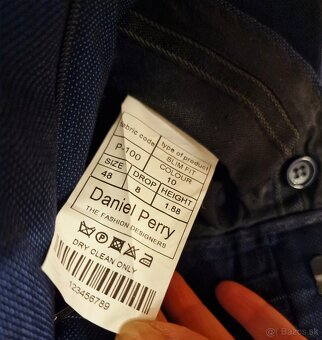 fabric code type of product
P-100 SLIM FIT
COLOUR
10
SIZE DROP HEIGHT
48 8 1.88
Daniel Perry
THE FASHION DESIGNERS
DRY CLEAN ONLY
123456789
Bazos.sk